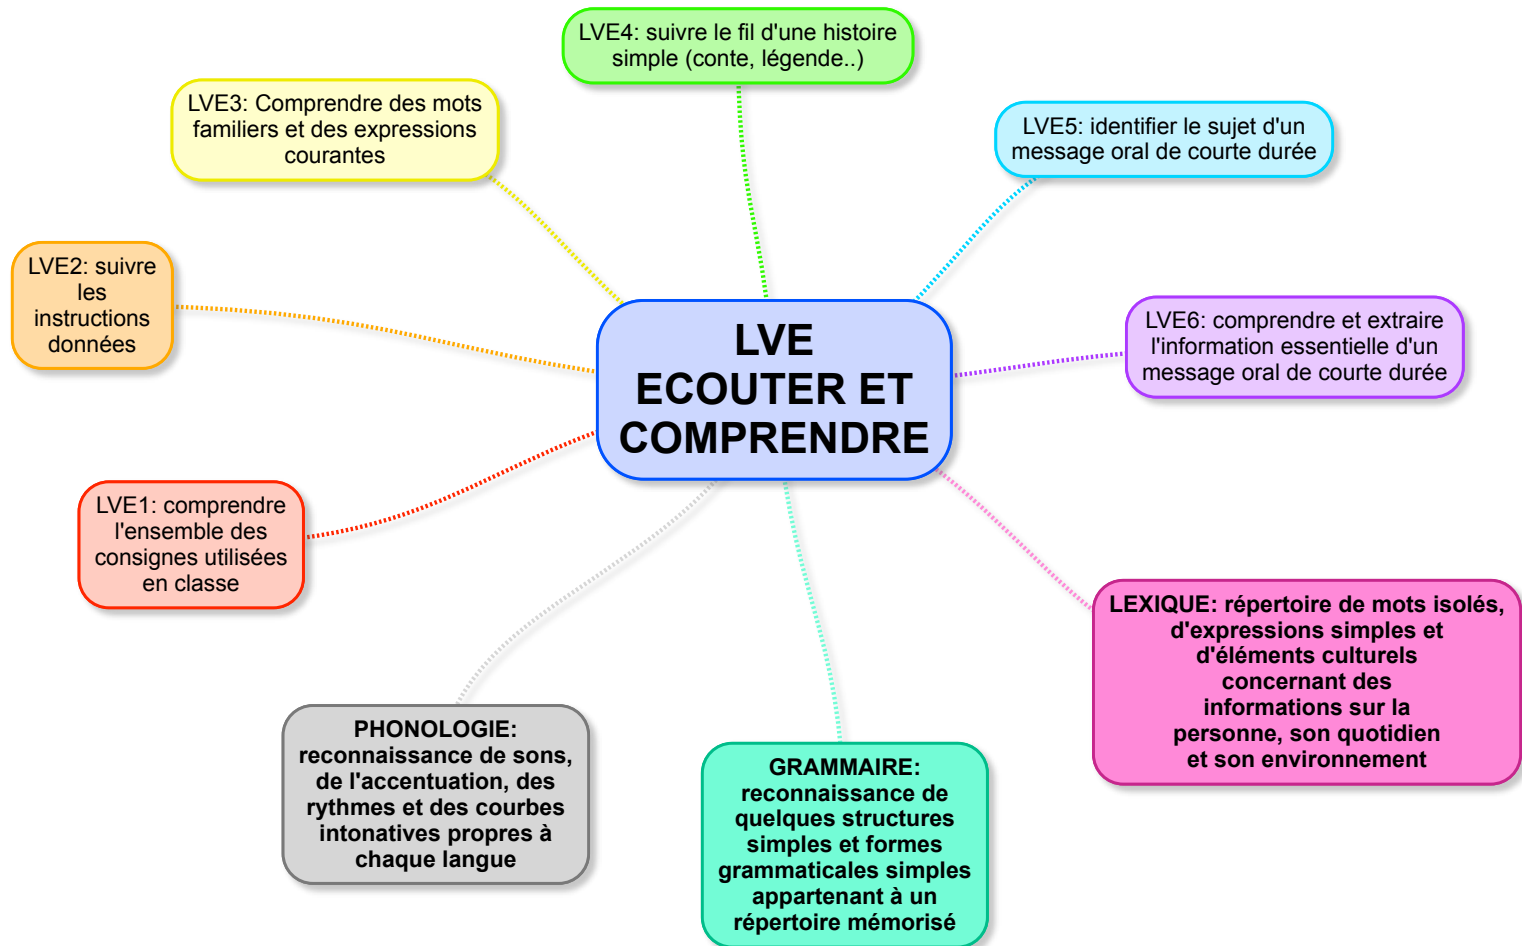 LVE4: suivre le fil d'une histoire
simple (conte, légende..)
LVE3: Comprendre des mots
familiers et des expressions
courantes
LVE5: identifier le sujet d'un
message oral de courte durée
LVE2: suivre
les
instructions
données
LVE
ECOUTER ET
COMPRENDRE
LVE6: comprendre et extraire
l'information essentielle d'un
message oral de courte durée
LVE1: comprendre
l'ensemble des
consignes utilisées
en classe
LEXIQUE: répertoire de mots isolés,
d'expressions simples et
d'éléments culturels
concernant des
informations sur la
personne, son quotidien
et son environnement
PHONOLOGIE:
reconnaissance de sons,
de l'accentuation, des
rythmes et des courbes
intonatives propres à
chaque langue
GRAMMAIRE:
reconnaissance de
quelques structures
simples et formes
grammaticales simples
appartenant à un
répertoire mémorisé